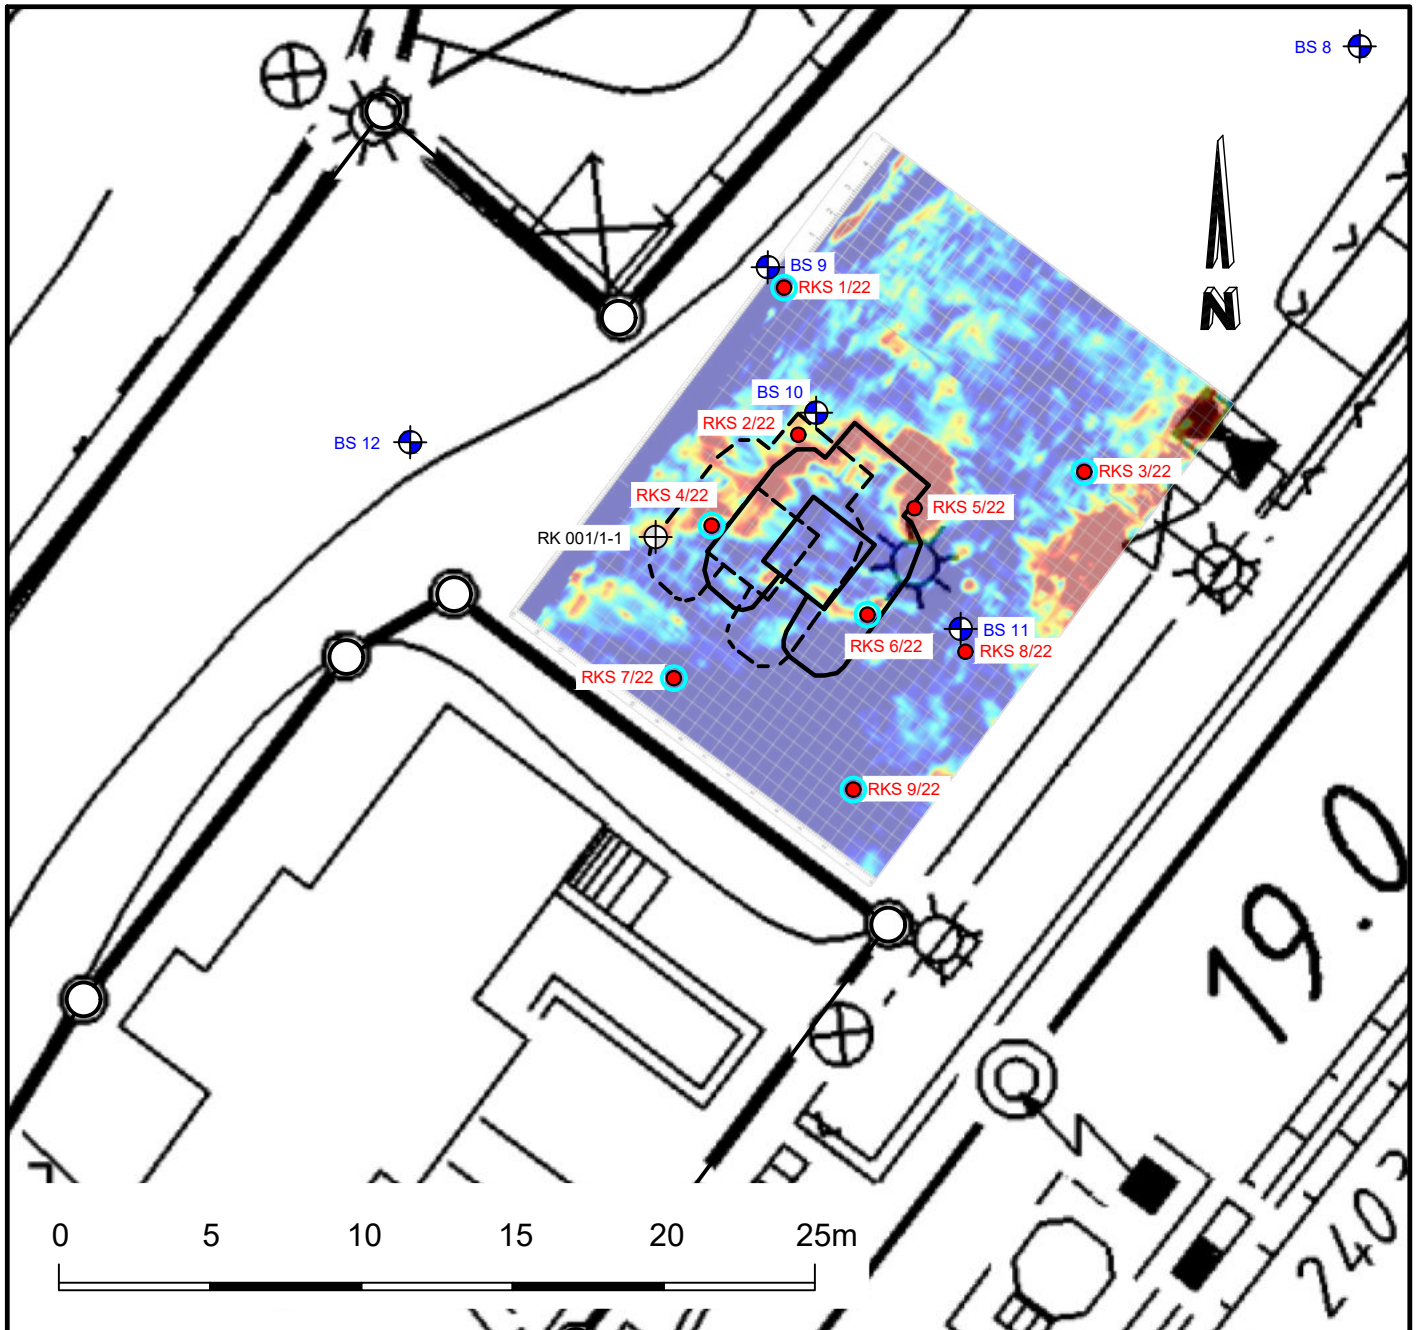 BS 8
N
BS 9
RKS 1/22
BS 10
RKS 2/22
BS 12
RKS 3/22
RKS 4/22
RKS 5/22
RK 001/1-1
BS 11
RKS 6/22
RKS 8/22
RKS 7/22
RKS 9/22
19.0
240
0 5 10 15 20 25m